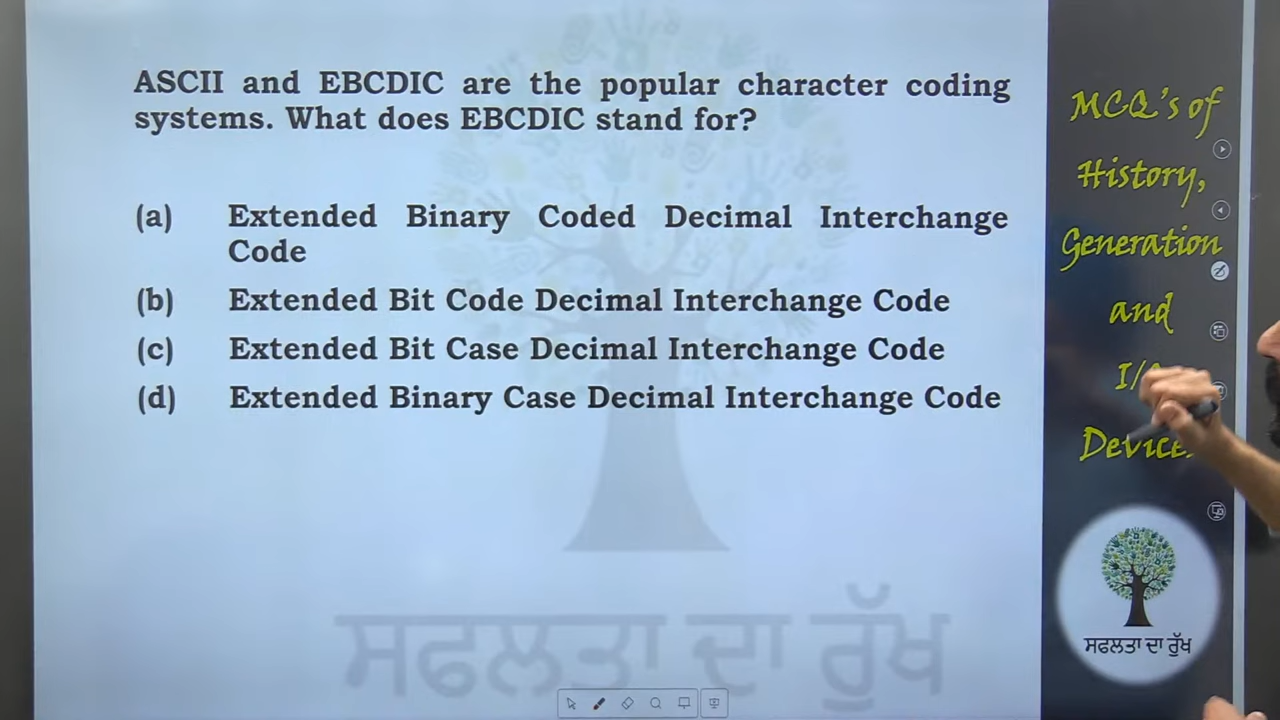 ASCII and EBCDIC are the popular character coding
systems. What does EBCDIC stand for?
(a) Extended Binary Coded Decimal Interchange
Code
(b) Extended Bit Code Decimal Interchange Code
(c) Extended Bit Case Decimal Interchange Code
(d) Extended Binary Case Decimal Interchange Code
ਸਫਲਤਾ ਦਾ ਰੁੱਖ
MCQ's of
History,
Generation
and
ਸਫਲਤਾ ਦਾ ਰੁੱਖ